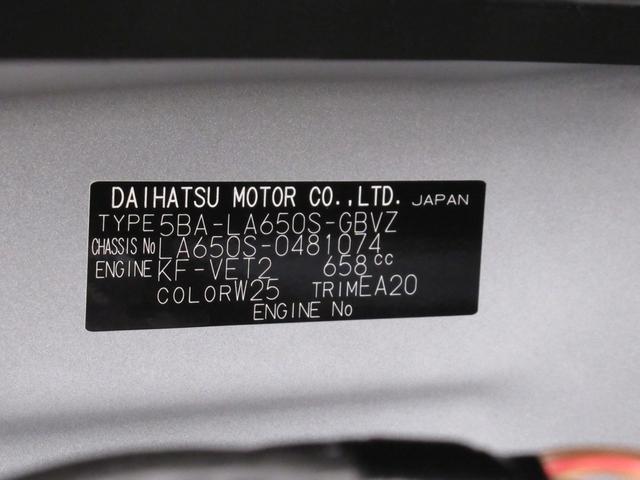 DAIHATSU MOTOR CO.,LTD. JAPAN
TYPE 5BA-LA650S-GBVZ
CHASSIS No LA650S-0481074
ENGINE KF-VET2 658cc
COLOR W25 TRIM EA20
ENGINE No